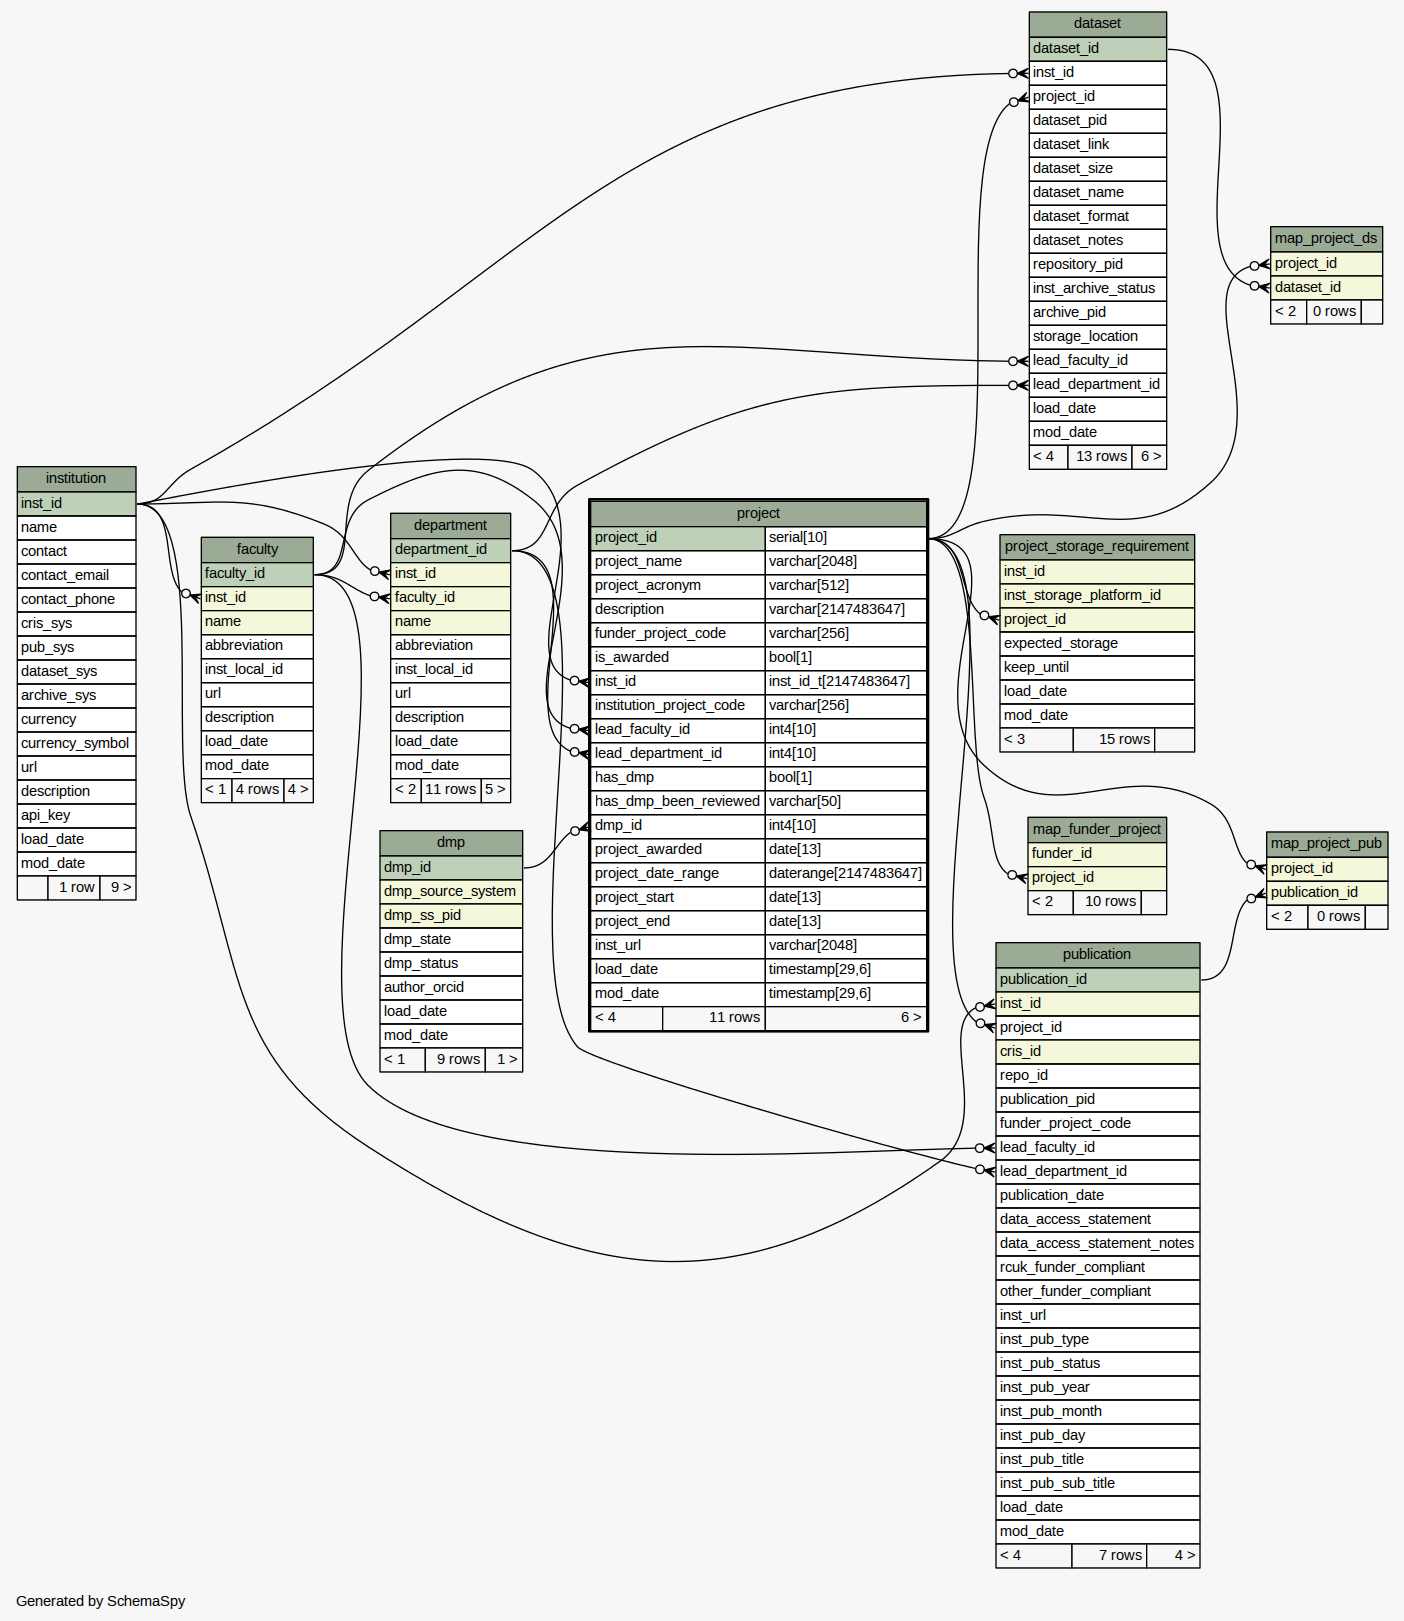 dataset
dataset_id
inst_id
project_id
dataset_pid
dataset_link
dataset_size
dataset_name
dataset_format
dataset_notes
repository_pid
inst_archive_status
archive_pid
storage_location
lead_faculty_id
lead_department_id
load_date
mod_date
< 4 13 rows 6 >
map_project_ds
project_id
dataset_id
< 2 0 rows
institution
inst_id
name
contact
contact_email
contact_phone
cris_sys
pub_sys
dataset_sys
archive_sys
currency
currency_symbol
url
description
api_key
load_date
mod_date
1 row 9 >
faculty
faculty_id
inst_id
name
abbreviation
inst_local_id
url
description
load_date
mod_date
< 1 4 rows 4 >
department
department_id
inst_id
faculty_id
name
abbreviation
inst_local_id
url
description
load_date
mod_date
< 2 11 rows 5 >
dmp
dmp_id
dmp_source_system
dmp_ss_pid
dmp_state
dmp_status
author_orcid
load_date
mod_date
< 1 9 rows 1 >
project
project_id serial[10]
project_name varchar[2048]
project_acronym varchar[512]
description varchar[2147483647]
funder_project_code varchar[256]
is_awarded bool[1]
inst_id inst_id_t[2147483647]
institution_project_code varchar[256]
lead_faculty_id int4[10]
lead_department_id int4[10]
has_dmp bool[1]
has_dmp_been_reviewed varchar[50]
dmp_id int4[10]
project_awarded date[13]
project_date_range daterange[2147483647]
project_start date[13]
project_end date[13]
inst_url varchar[2048]
load_date timestamp[29,6]
mod_date timestamp[29,6]
< 4 11 rows 6 >
project_storage_requirement
inst_id
inst_storage_platform_id
project_id
expected_storage
keep_until
load_date
mod_date
< 3 15 rows
map_funder_project
funder_id
project_id
< 2 10 rows
map_project_pub
project_id
publication_id
< 2 0 rows
publication
publication_id
inst_id
project_id
cris_id
repo_id
publication_pid
funder_project_code
lead_faculty_id
lead_department_id
publication_date
data_access_statement
data_access_statement_notes
rcuk_funder_compliant
other_funder_compliant
inst_url
inst_pub_type
inst_pub_status
inst_pub_year
inst_pub_month
inst_pub_day
inst_pub_title
inst_pub_sub_title
load_date
mod_date
< 4 7 rows 4 >
Generated by SchemaSpy